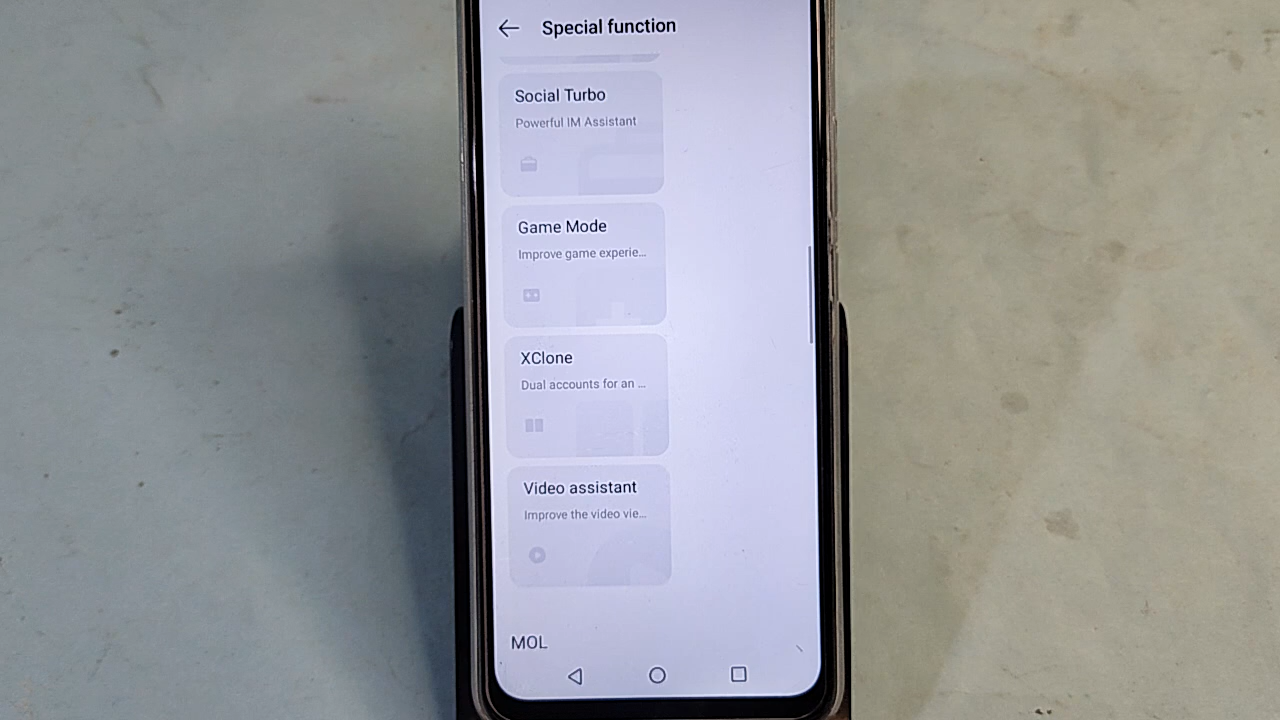 Special function
Social Turbo
Powerful IM Assistant
Game Mode
Improve game experie...
XClone
Dual accounts for an ...
Video assistant
Improve the video vie...
MOL